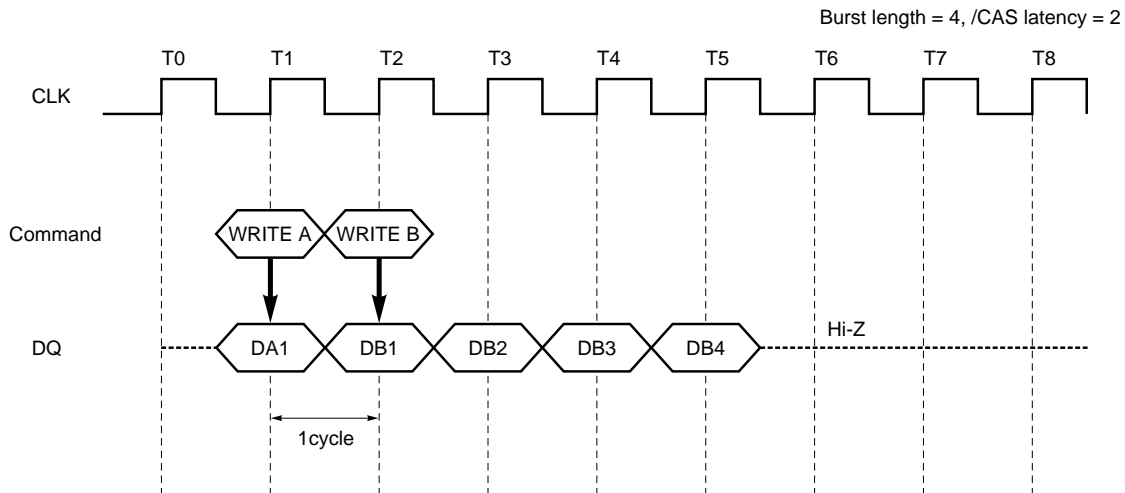 Burst length = 4, /CAS latency = 2
T0 T1 T2 T3 T4 T5 T6 T7 T8
CLK
Command WRITE A WRITE B
DQ DA1 DB1 DB2 DB3 DB4 Hi-Z
1cycle